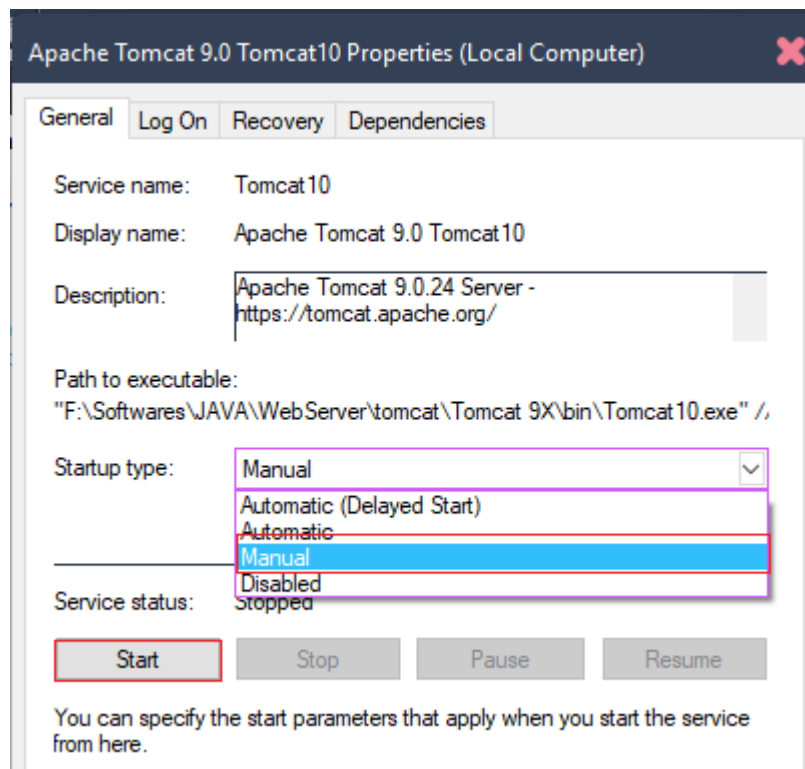 Apache Tomcat 9.0 Tomcat10 Properties (Local Computer)
General Log On Recovery Dependencies
Service name: Tomcat10
Display name: Apache Tomcat 9.0 Tomcat10
Description: Apache Tomcat 9.0.24 Server -
https://tomcat.apache.org/
Path to executable:
"F:\Softwares\JAVA\WebServer\tomcat\Tomcat 9X\bin\Tomcat10.exe" //
Startup type: Manual
Automatic (Delayed Start)
Automatic
Manual
Disabled
Service status: Stopped
Start Stop Pause Resume
You can specify the start parameters that apply when you start the service
from here.